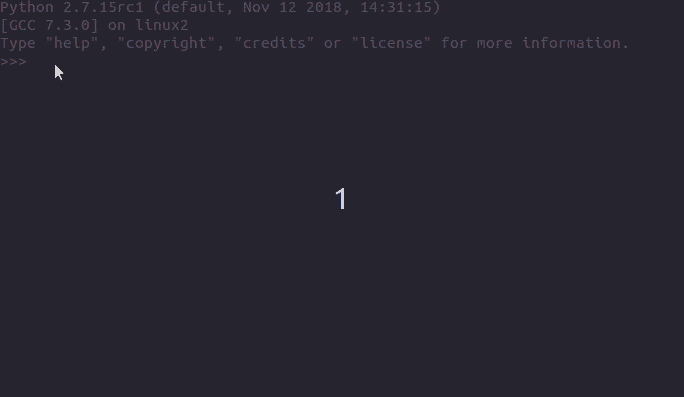 Python 2.7.15rc1 (default, Nov 12 2018, 14:31:15)
[GCC 7.3.0] on linux2
Type "help", "copyright", "credits" or "license" for more information.
>>>
1